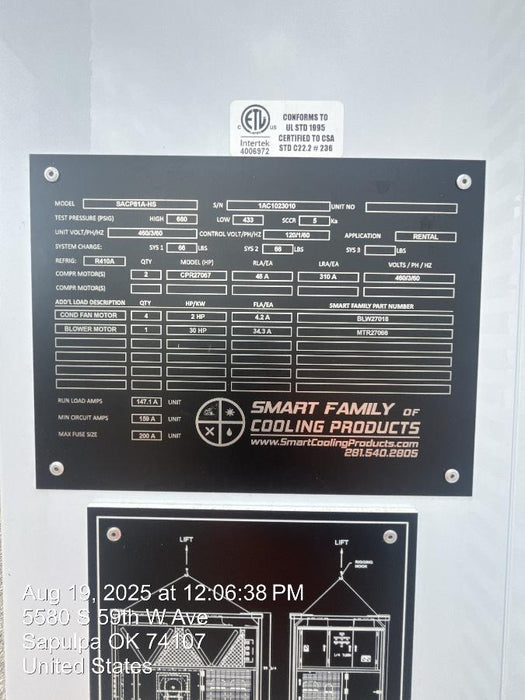 ETL
C US
Intertek
4006972
CONFORMS TO
UL STD 1995
CERTIFIED TO CSA
STD C22.2 # 236
MODEL SACP81A-HS S/N 1AC1023010 UNIT NO
TEST PRESSURE (PSIG) HIGH 660 LOW 433 SCCR 5 Ka
UNIT VOLT/PH/HZ 460/3/60 CONTROL VOLT/PH/HZ 120/1/60 APPLICATION RENTAL
SYSTEM CHARGE: SYS 1 66 LBS SYS 2 66 LBS SYS 3 LBS
REFRIG: R410A QTY MODEL (HP) RLA/EA LRA/EA VOLTS / PH / HZ
COMPR MOTOR(S) 2 CPR27067 48 A 310 A 460/3/60
COMPR MOTOR(S)
ADD'L LOAD DESCRIPTION QTY HP/KW FLA/EA SMART FAMILY PART NUMBER
COND FAN MOTOR 4 2 HP 4.2 A BLW27018
BLOWER MOTOR 1 30 HP 34.3 A MTR27066
RUN LOAD AMPS 147.1 A UNIT
MIN CIRCUIT AMPS 159 A UNIT
MAX FUSE SIZE 200 A UNIT
SMART FAMILY OF
COOLING PRODUCTS
www.SmartCoolingProducts.com
281.540.2805
LIFT LIFT
RIGGING
HOOK
Aug 19, 2025 at 12:06:38 PM
5580 S 59th W Ave
Sapulpa OK 74107
United States